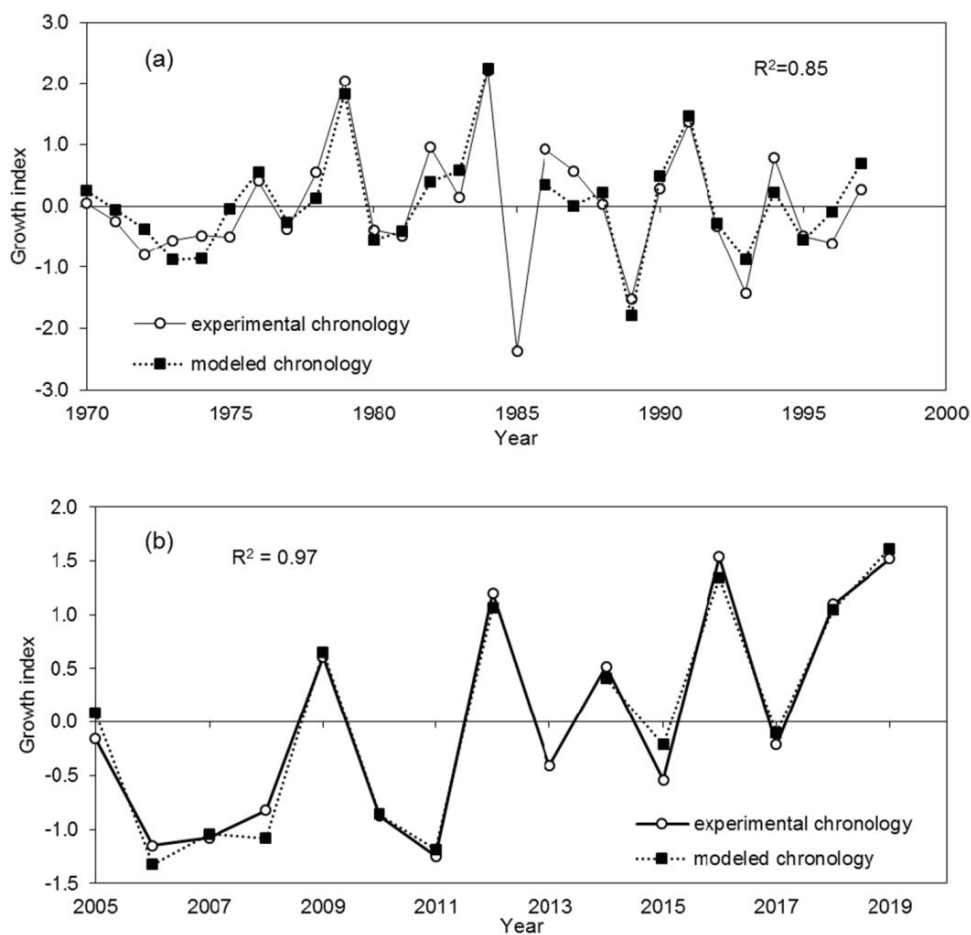 (a)
R²=0.85
3.0
2.0
1.0
0.0
-1.0
-2.0
-3.0
Growth index
experimental chronology
modeled chronology
1970 1975 1980 1985 1990 1995 2000
Year
(b)
R² = 0.97
2.0
1.5
1.0
0.5
0.0
-0.5
-1.0
-1.5
Growth index
experimental chronology
modeled chronology
2005 2007 2009 2011 2013 2015 2017 2019
Year